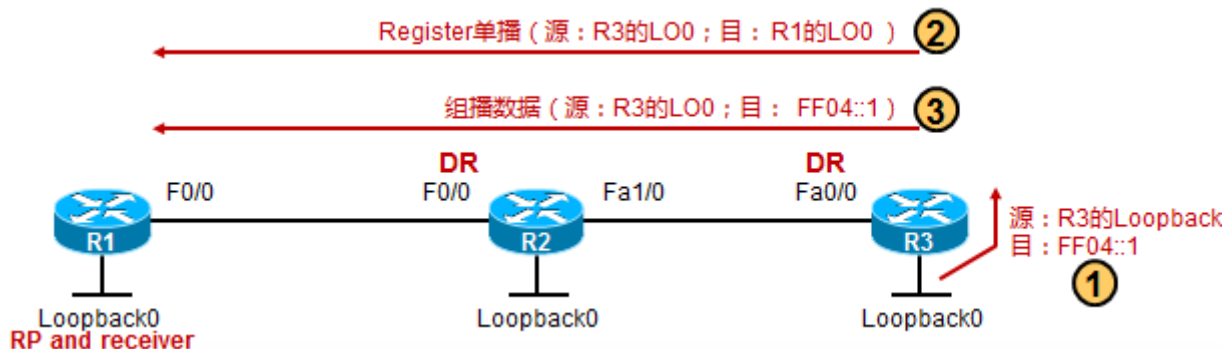 Register单播（源：R3的LO0；目：R1的LO0 ）
2
组播数据（源：R3的LO0；目： FF04::1）
3
DR
DR
F0/0
F0/0
Fa1/0
Fa0/0
R1
R2
R3
源：R3的Loopback
目：FF04::1
1
Loopback0
Loopback0
Loopback0
RP and receiver